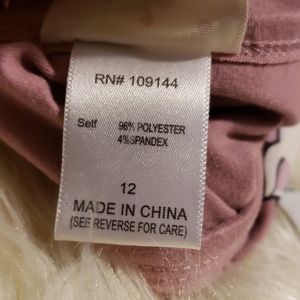 RN# 109144
Self 96% POLYESTER
4%SPANDEX
12
MADE IN CHINA
(SEE REVERSE FOR CARE)